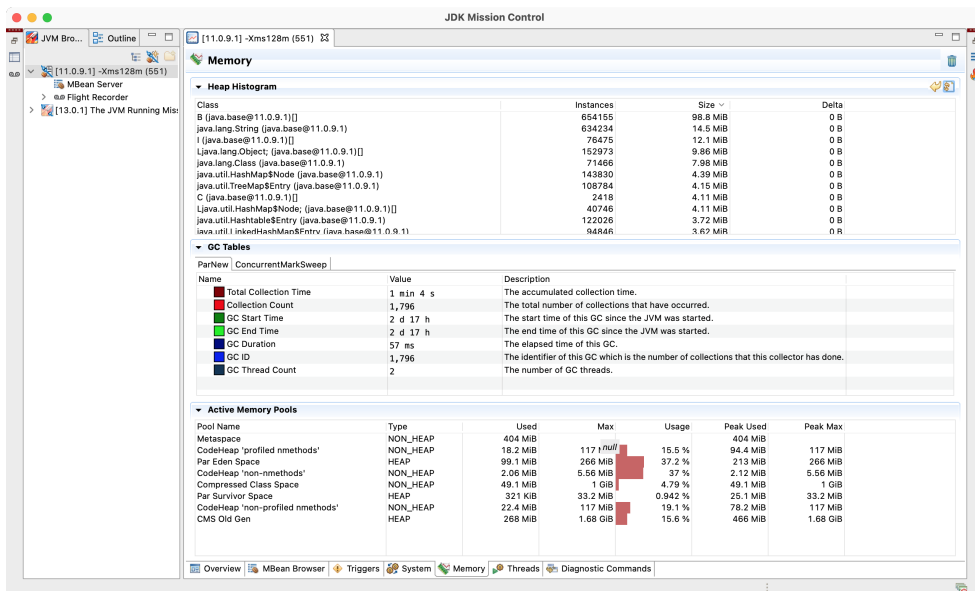 JDK Mission Control
JVM Bro...
Outline
[11.0.9.1] -Xms128m (551)
MBean Server
Flight Recorder
[13.0.1] The JVM Running Mis
[11.0.9.1] -Xms128m (551)
Memory
Heap Histogram
Class Instances Size Delta
B (java.base@11.0.9.1)[] 654155 98.8 MiB 0 B
java.lang.String (java.base@11.0.9.1) 634234 14.5 MiB 0 B
I (java.base@11.0.9.1)[] 76475 12.1 MiB 0 B
Ljava.lang.Object; (java.base@11.0.9.1)[] 152973 9.86 MiB 0 B
java.lang.Class (java.base@11.0.9.1) 71466 7.98 MiB 0 B
java.util.HashMap$Node (java.base@11.0.9.1) 143830 4.39 MiB 0 B
java.util.TreeMap$Entry (java.base@11.0.9.1) 108784 4.15 MiB 0 B
C (java.base@11.0.9.1)[] 2418 4.11 MiB 0 B
Ljava.util.HashMap$Node; (java.base@11.0.9.1)[] 40746 4.11 MiB 0 B
java.util.Hashtable$Entry (java.base@11.0.9.1) 122026 3.72 MiB 0 B
java.util.LinkedHashMap$Entry (java.base@11.0.9.1) 94846 3.62 MiB 0 B
GC Tables
ParNew ConcurrentMarkSweep
Name Value Description
Total Collection Time 1 min 4 s The accumulated collection time.
Collection Count 1,796 The total number of collections that have occurred.
GC Start Time 2 d 17 h The start time of this GC since the JVM was started.
GC End Time 2 d 17 h The end time of this GC since the JVM was started.
GC Duration 57 ms The elapsed time of this GC.
GC ID 1,796 The identifier of this GC which is the number of collections that this collector has done.
GC Thread Count 2 The number of GC threads.
Active Memory Pools
Pool Name Type Used Max Usage Peak Used Peak Max
Metaspace NON_HEAP 404 MiB null 404 MiB
CodeHeap 'profiled nmethods' NON_HEAP 18.2 MiB 117 15.5 % 94.4 MiB 117 MiB
Par Eden Space HEAP 99.1 MiB 266 MiB 37.2 % 213 MiB 266 MiB
CodeHeap 'non-nmethods' NON_HEAP 2.06 MiB 5.56 MiB 37 % 2.12 MiB 5.56 MiB
Compressed Class Space NON_HEAP 49.1 MiB 1 GiB 4.79 % 49.1 MiB 1 GiB
Par Survivor Space HEAP 321 KiB 33.2 MiB 0.942 % 25.1 MiB 33.2 MiB
CodeHeap 'non-profiled nmethods' NON_HEAP 22.4 MiB 117 MiB 19.1 % 78.2 MiB 117 MiB
CMS Old Gen HEAP 268 MiB 1.68 GiB 15.6 % 466 MiB 1.68 GiB
Overview MBean Browser Triggers System Memory Threads Diagnostic Commands